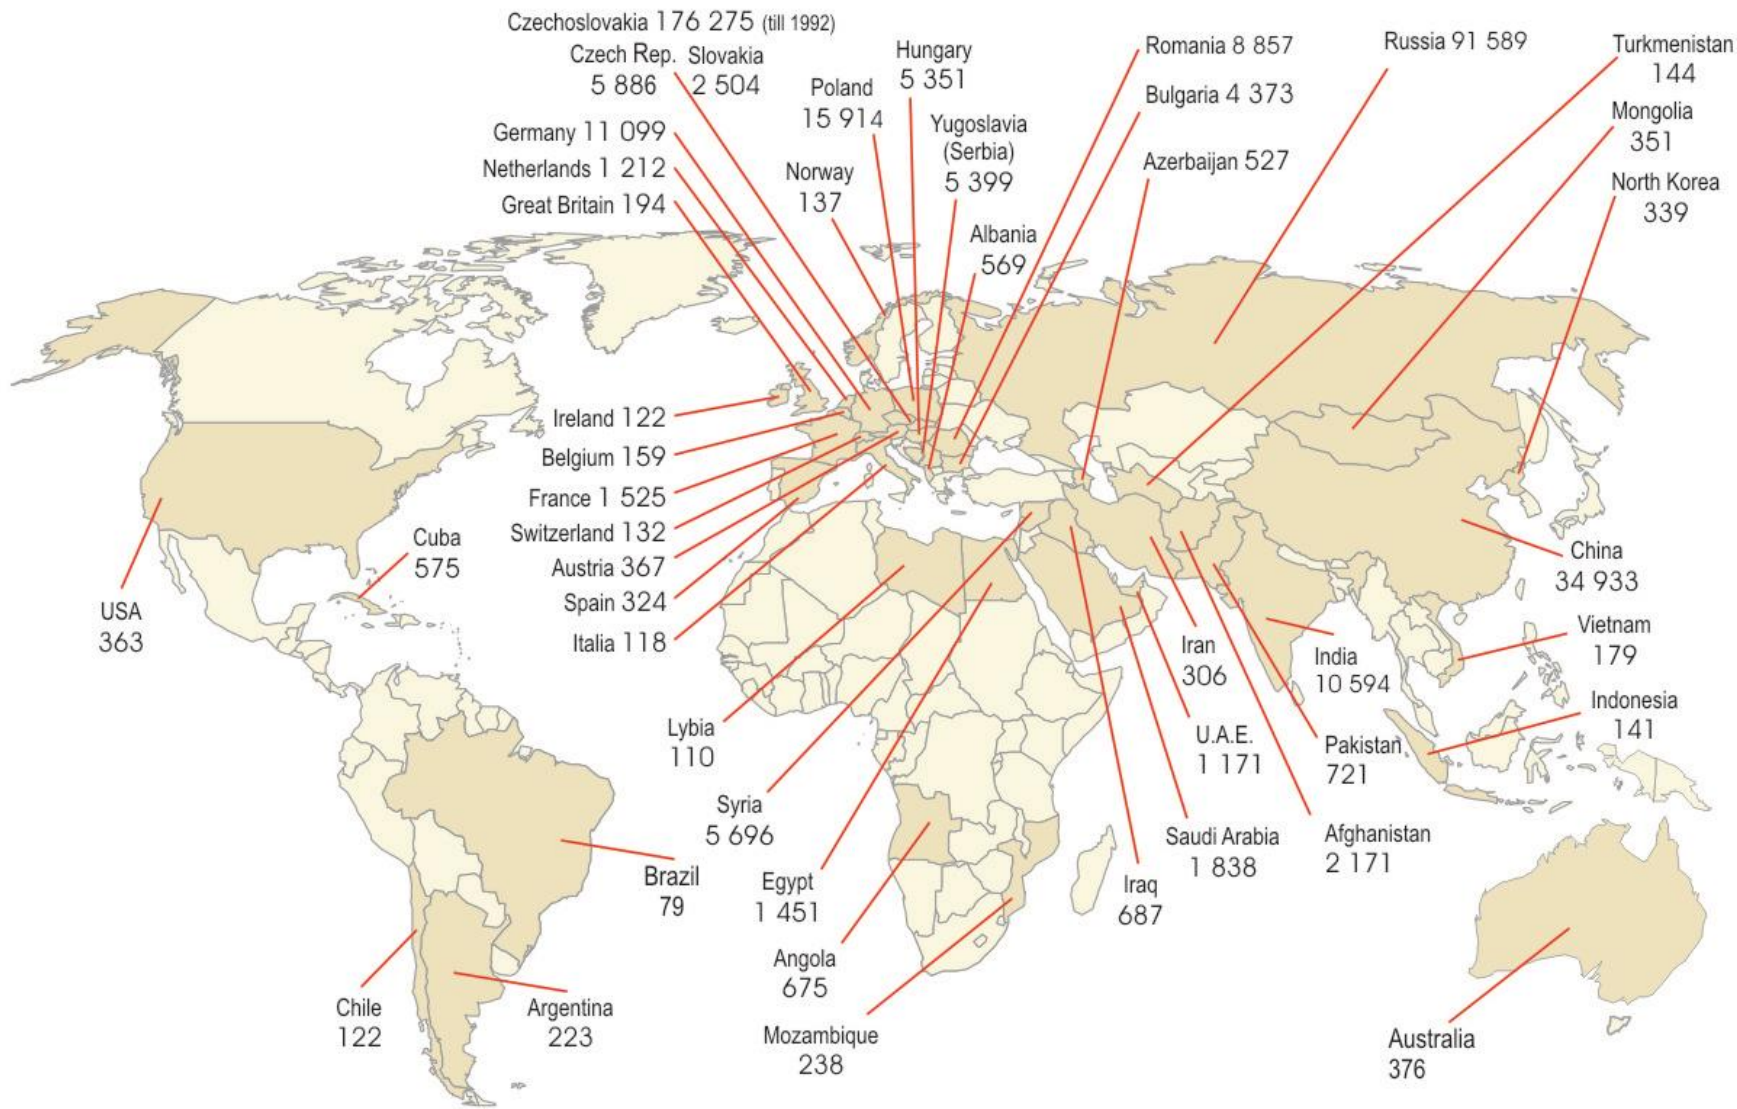 Czechoslovakia 176 275 (till 1992)
Czech Rep.
5 886
Slovakia
2 504
Germany 11 099
Netherlands 1 212
Great Britain 194
Poland
15 914
Norway
137
Hungary
5 351
Yugoslavia
(Serbia)
5 399
Albania
569
Romania 8 857
Bulgaria 4 373
Azerbaijan 527
Russia 91 589
Turkmenistan
144
Mongolia
351
North Korea
339
Ireland 122
Belgium 159
France 1 525
Switzerland 132
Austria 367
Spain 324
Italia 118
USA
363
Cuba
575
China
34 933
Vietnam
179
Indonesia
141
India
10 594
Iran
306
Pakistan
721
U.A.E.
1 171
Afghanistan
2 171
Saudi Arabia
1 838
Iraq
687
Lybia
110
Syria
5 696
Egypt
1 451
Angola
675
Mozambique
238
Brazil
79
Chile
122
Argentina
223
Australia
376